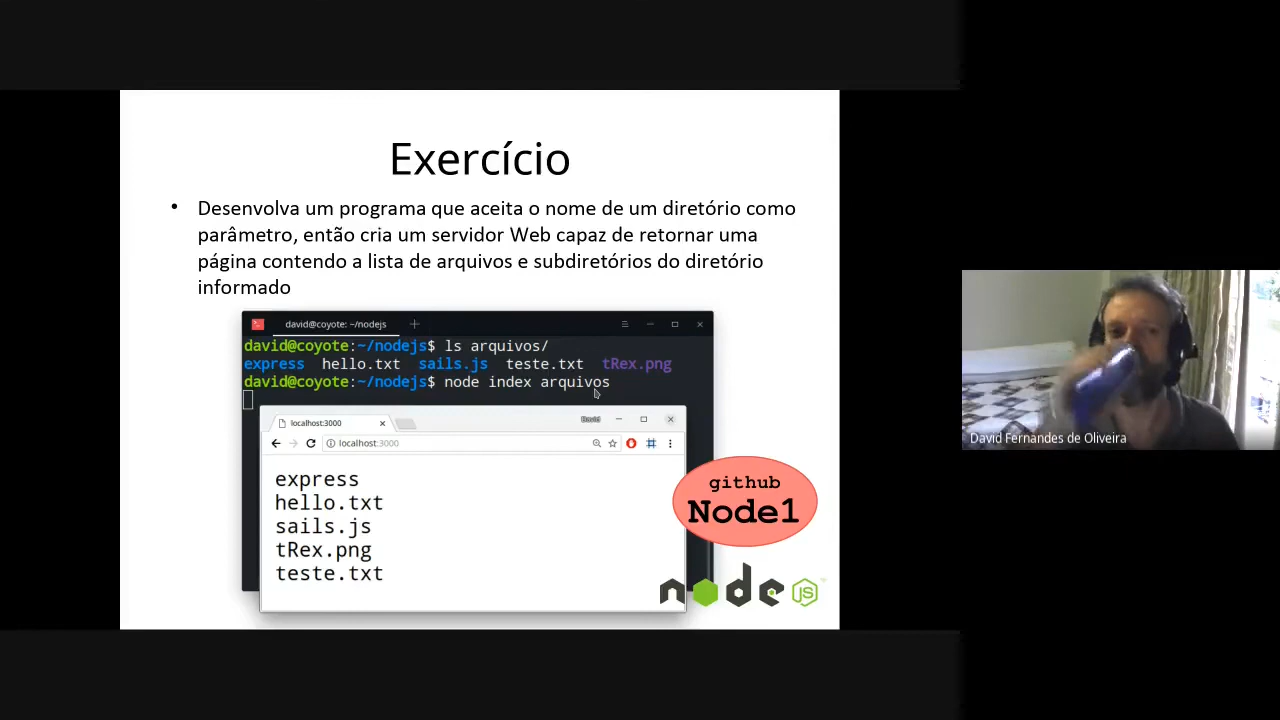 Exercício
• Desenvolva um programa que aceita o nome de um diretório como
parâmetro, então cria um servidor Web capaz de retornar uma
página contendo a lista de arquivos e subdiretórios do diretório
informado
david@coyote: ~/nodejs
david@coyote:~/nodejs$ ls arquivos/
express hello.txt sails.js teste.txt tRex.png
david@coyote:~/nodejs$ node index arquivos
localhost:3000
David
localhost:3000
express
hello.txt
sails.js
tRex.png
teste.txt
github
Node1
node
JS
David Fernandes de Oliveira